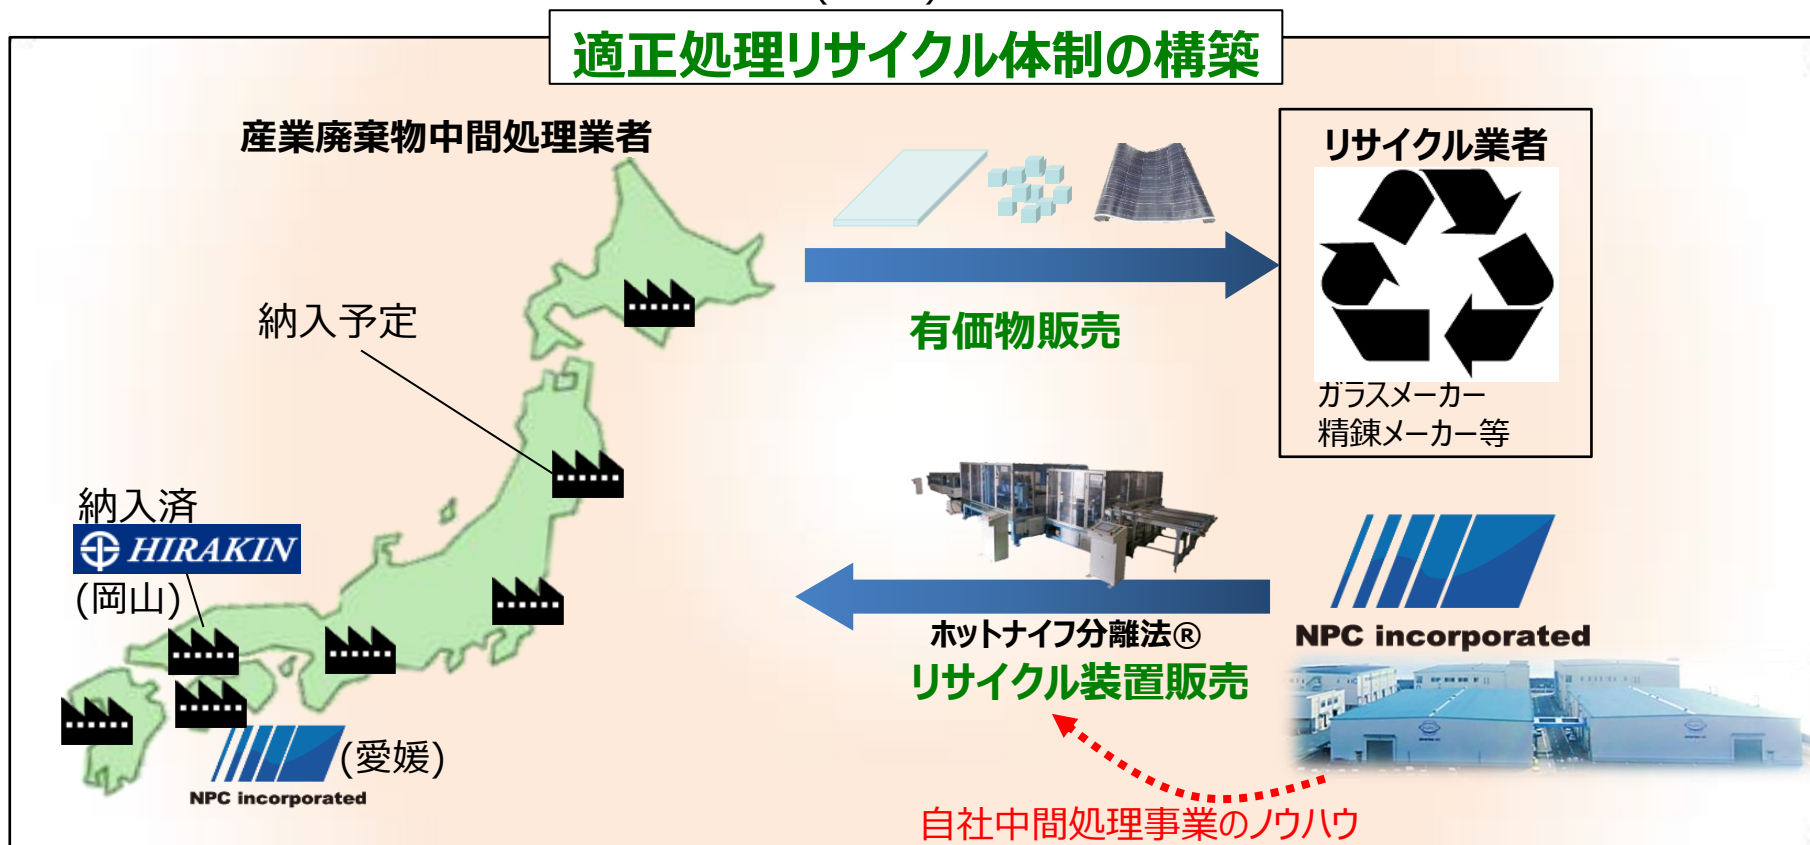 適正処理リサイクル体制の構築
産業廃棄物中間処理業者
リサイクル業者
納入予定
有価物販売
ガラスメーカー
精錬メーカー等
納入済
HIRAKIN
(岡山)
ホットナイフ分離法®
リサイクル装置販売
NPC incorporated
(愛媛)
NPC incorporated
自社中間処理事業のノウハウ